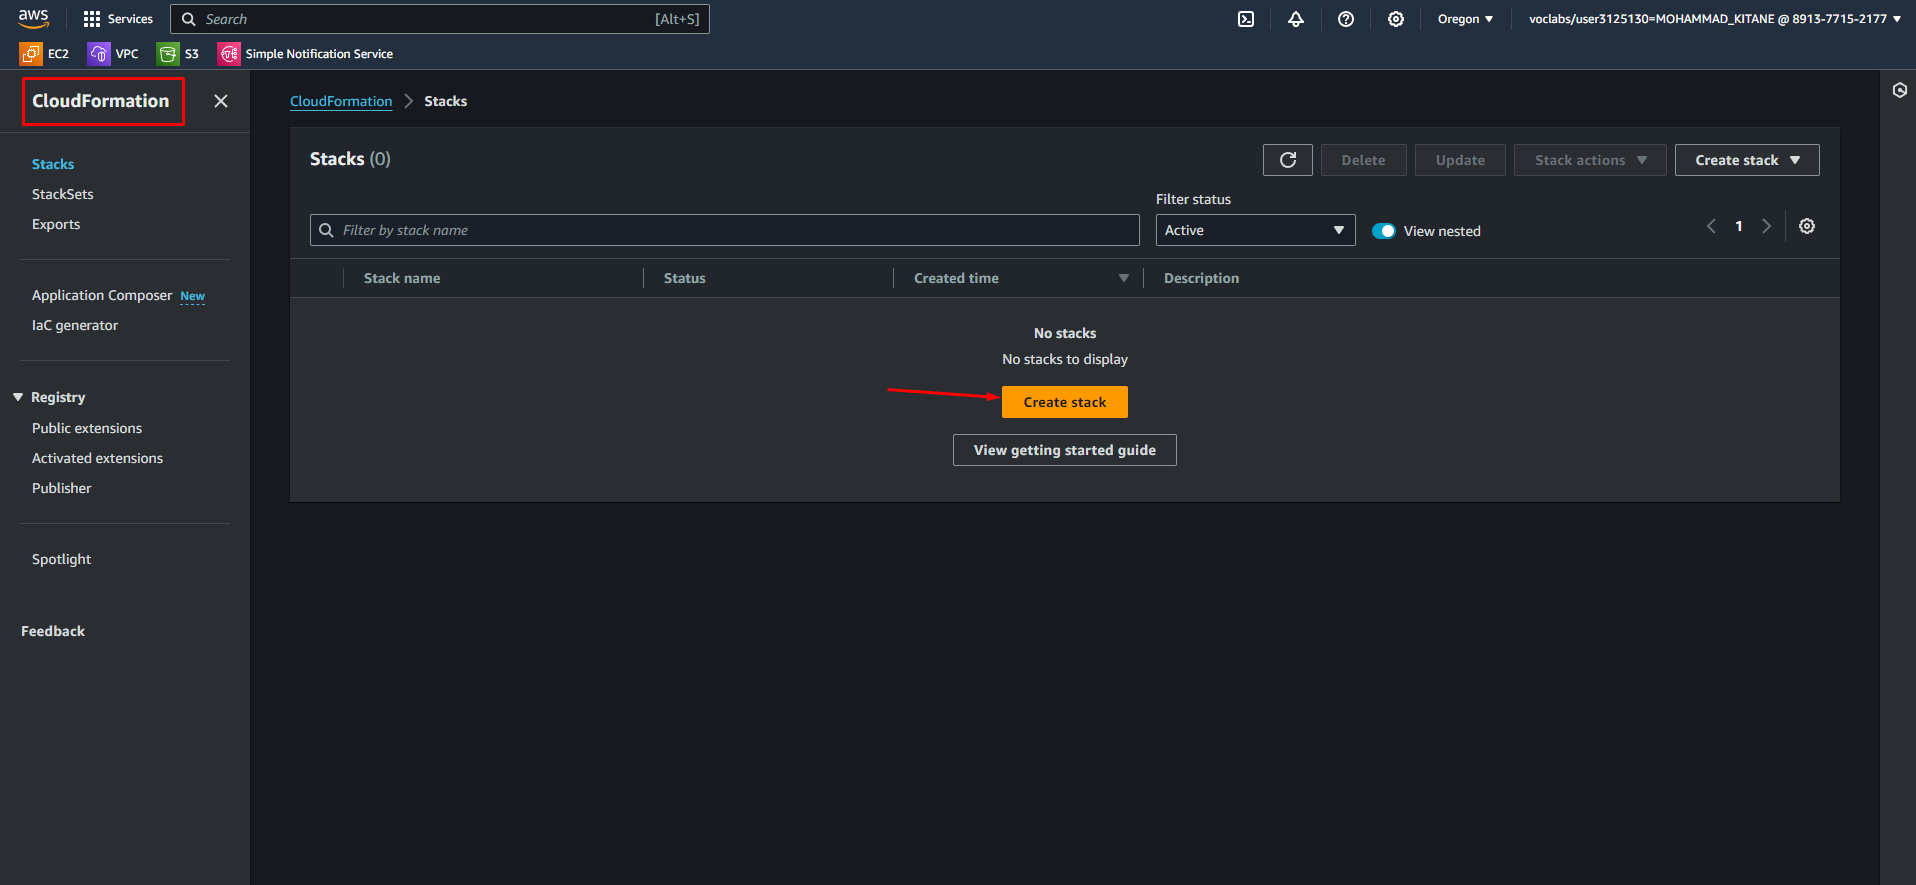 aws Services Search [Alt+S] Oregon voclabs/user3125130=MOHAMMAD_KITANE @ 8913-7715-2177
EC2 VPC S3 Simple Notification Service
CloudFormation
Stacks
StackSets
Exports
Application Composer New
IaC generator
Registry
Public extensions
Activated extensions
Publisher
Spotlight
Feedback
CloudFormation Stacks
Stacks (0) Delete Update Stack actions Create stack
Filter status
Filter by stack name Active View nested 1
Stack name Status Created time Description
No stacks
No stacks to display
Create stack
View getting started guide